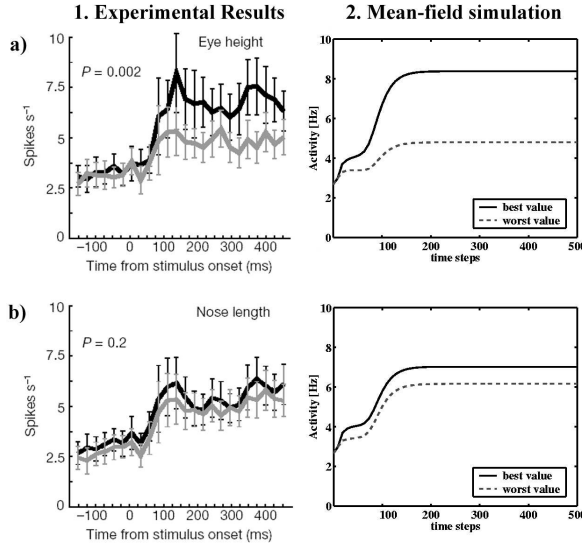 1. Experimental Results
2. Mean-field simulation
a)
Eye height
P = 0.002
10
7.5
5
2.5
0
Spikes s⁻¹
−100 0 100 200 300 400
Time from stimulus onset (ms)
10
8
6
4
2
0
Activity [Hz]
best value
worst value
100 200 300 400 500
time steps
b)
Nose length
P = 0.2
10
7.5
5
2.5
0
Spikes s⁻¹
−100 0 100 200 300 400
Time from stimulus onset (ms)
10
8
6
4
2
0
Activity [Hz]
best value
worst value
100 200 300 400 500
time steps